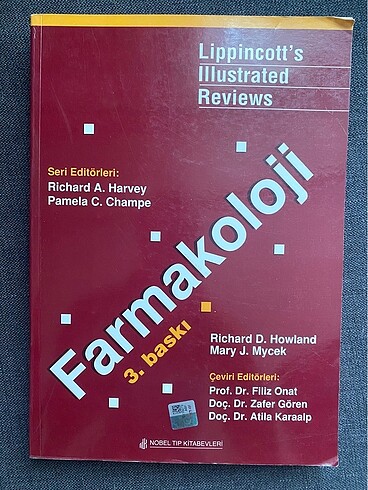 Lippincott's
Illustrated
Reviews
Seri Editörleri:
Richard A. Harvey
Pamela C. Champe
Farmakoloji
3. baskı
Richard D. Howland
Mary J. Mycek
Çeviri Editörleri:
Prof. Dr. Filiz Onat
Doç. Dr. Zafer Gören
Doç. Dr. Atila Karaalp
NOBEL TIP KİTABEVLERİ